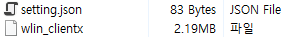 setting.json 83 Bytes JSON File
wlin_clientx 2.19MB 파일